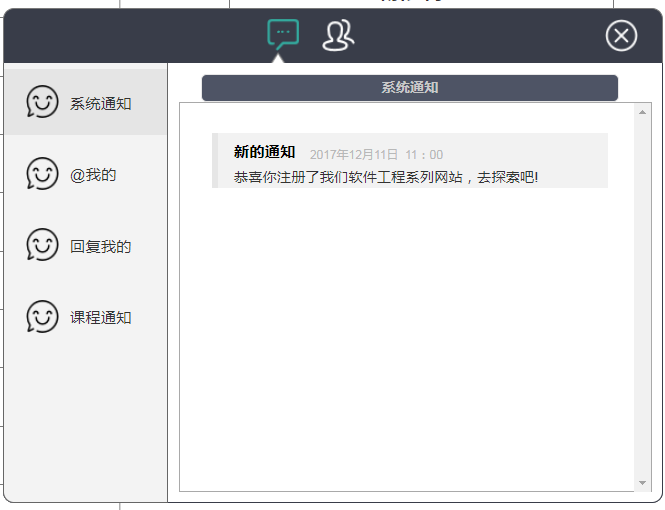 系统通知
系统通知
@我的
回复我的
课程通知
新的通知 2017年12月11日 11：00
恭喜你注册了我们软件工程系列网站，去探索吧!